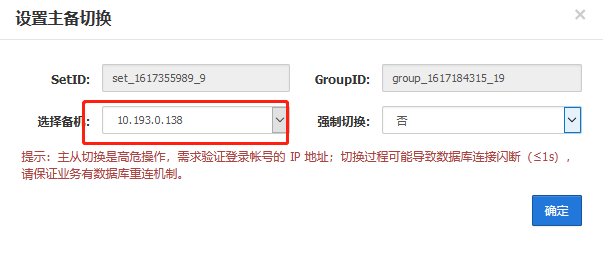 设置主备切换
×
SetID: set_1617355989_9 GroupID: group_1617184315_19
选择备机: 10.193.0.138 强制切换: 否
提示：主从切换是高危操作，需求验证登录帐号的 IP 地址；切换过程可能导致数据库连接闪断（≤1s），
请保证业务有数据库重连机制。
确定